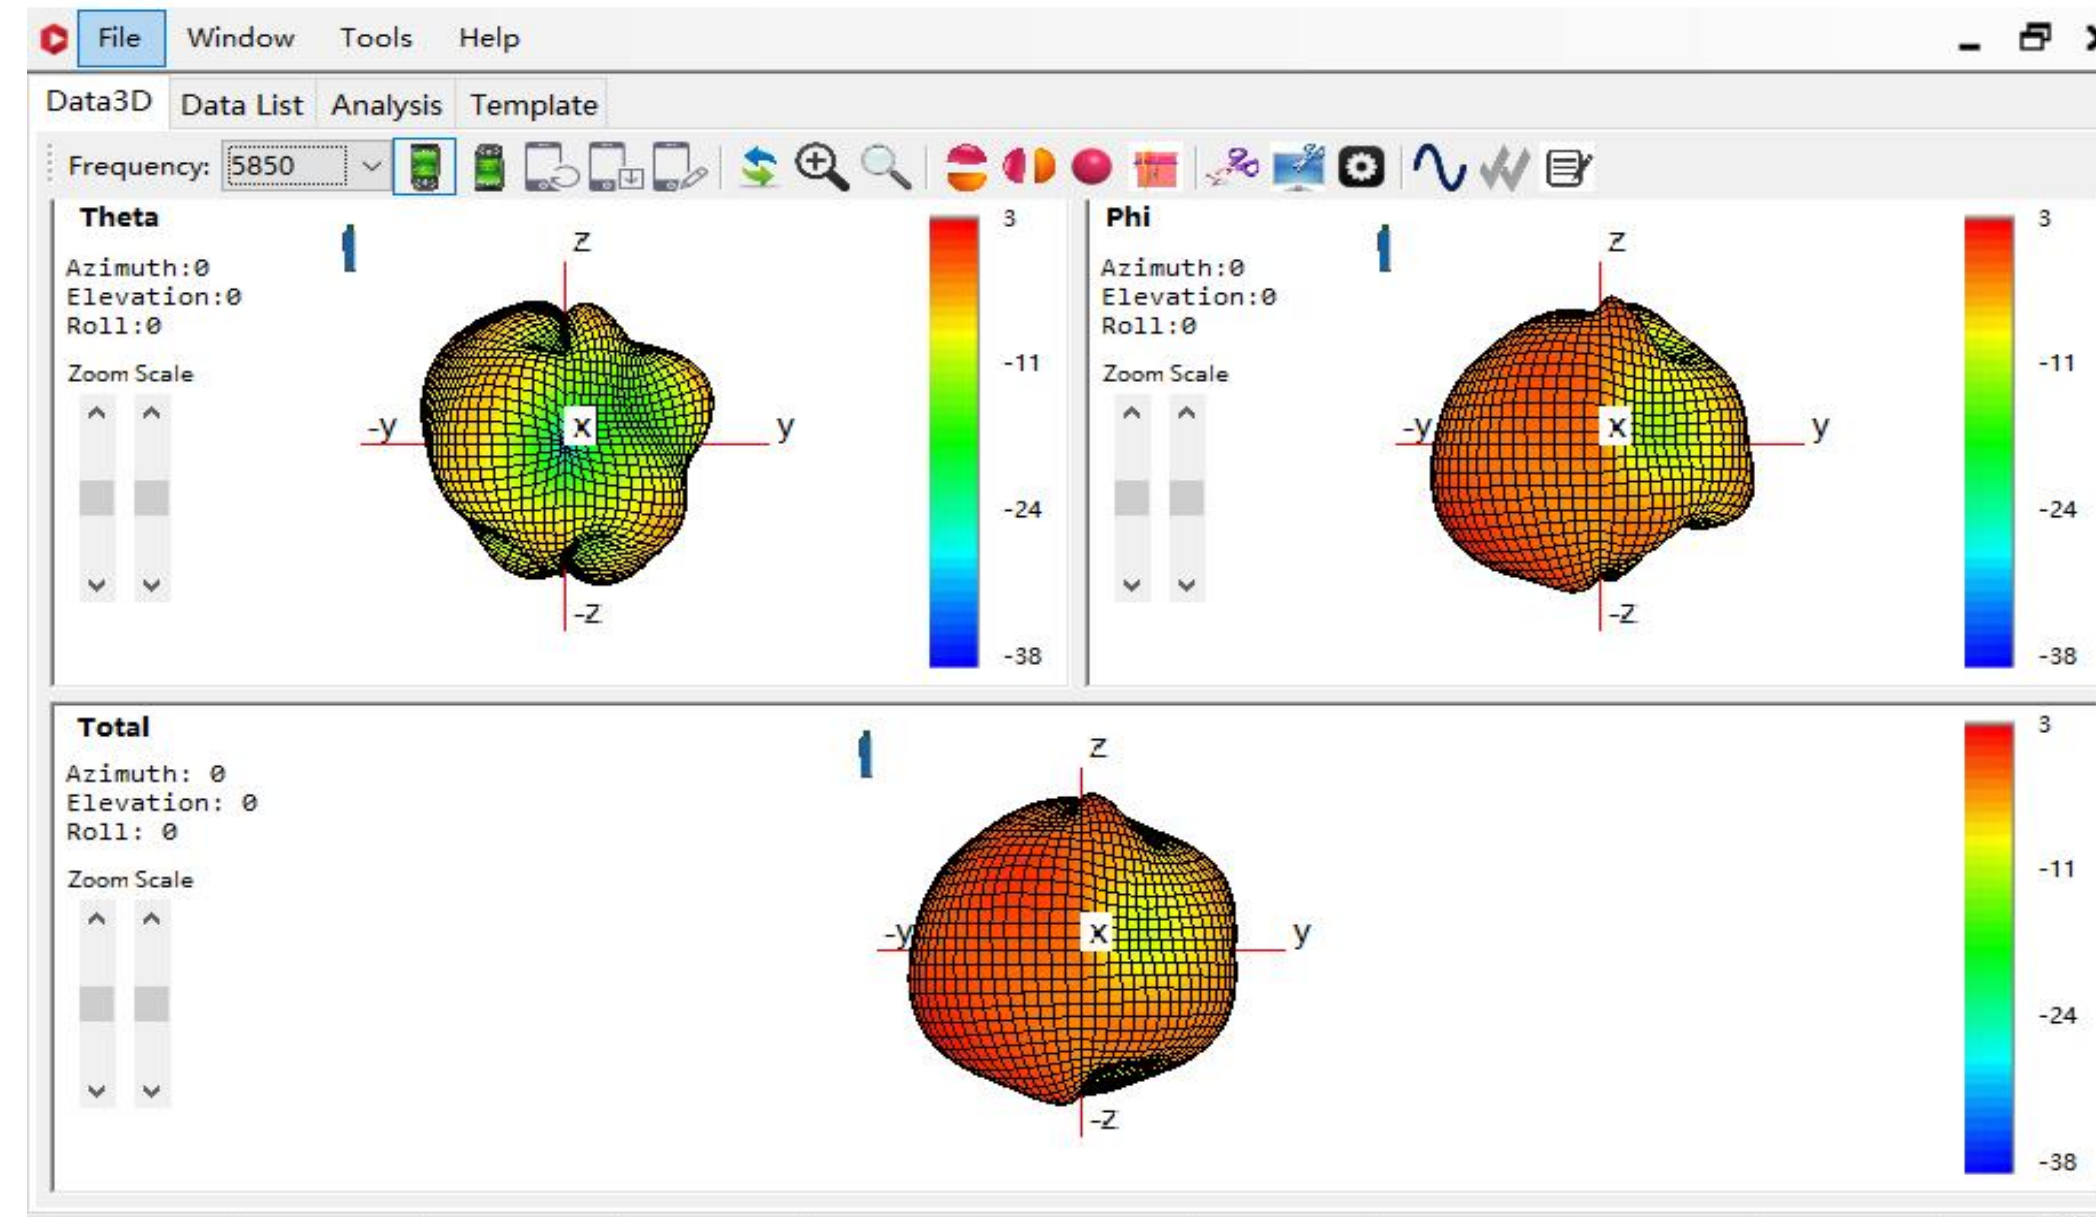 File Window Tools Help
Data3D Data List Analysis Template
Frequency: 5850
Theta
Azimuth:0
Elevation:0
Roll:0
Zoom Scale
z
-y x y
-z
3
-11
-24
-38
Phi
Azimuth:0
Elevation:0
Roll:0
Zoom Scale
z
-y x y
-z
3
-11
-24
-38
Total
Azimuth: 0
Elevation: 0
Roll: 0
Zoom Scale
z
-y x y
-z
3
-11
-24
-38